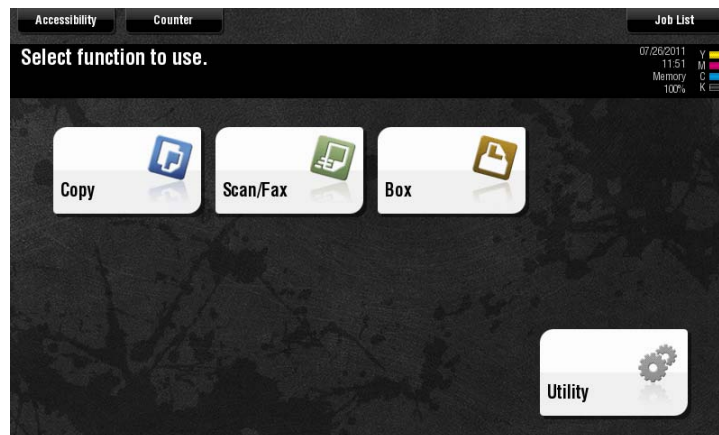 Accessibility
Counter
Job List
Select function to use.
07/26/2011
11:51
Memory
100%
Y
M
C
K
Copy
Scan/Fax
Box
Utility